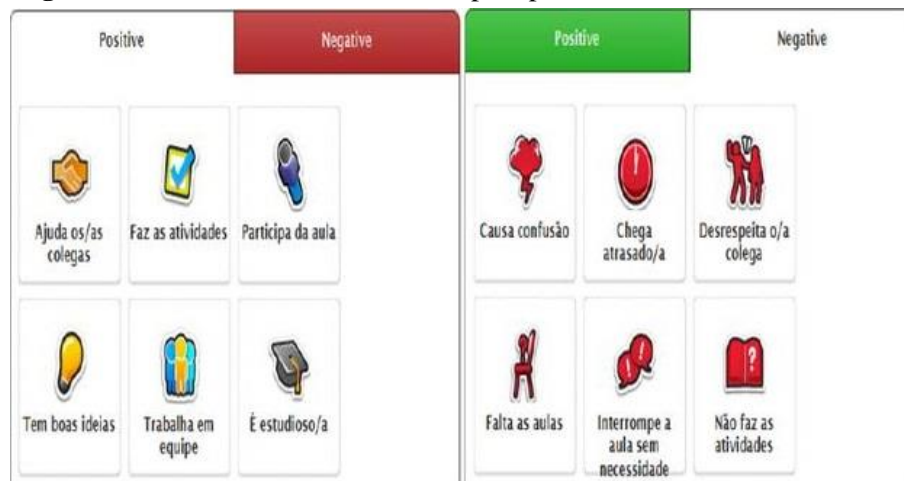 Positive
Negative
Ajuda os/as
colegas
Faz as atividades
Participa da aula
Tem boas ideias
Trabalha em
equipe
É estudioso/a
Positive
Negative
Causa confusão
Chega
atrasado/a
Desrespeita o/a
colega
Falta as aulas
Interrompe a
aula sem
necessidade
Não faz as
atividades